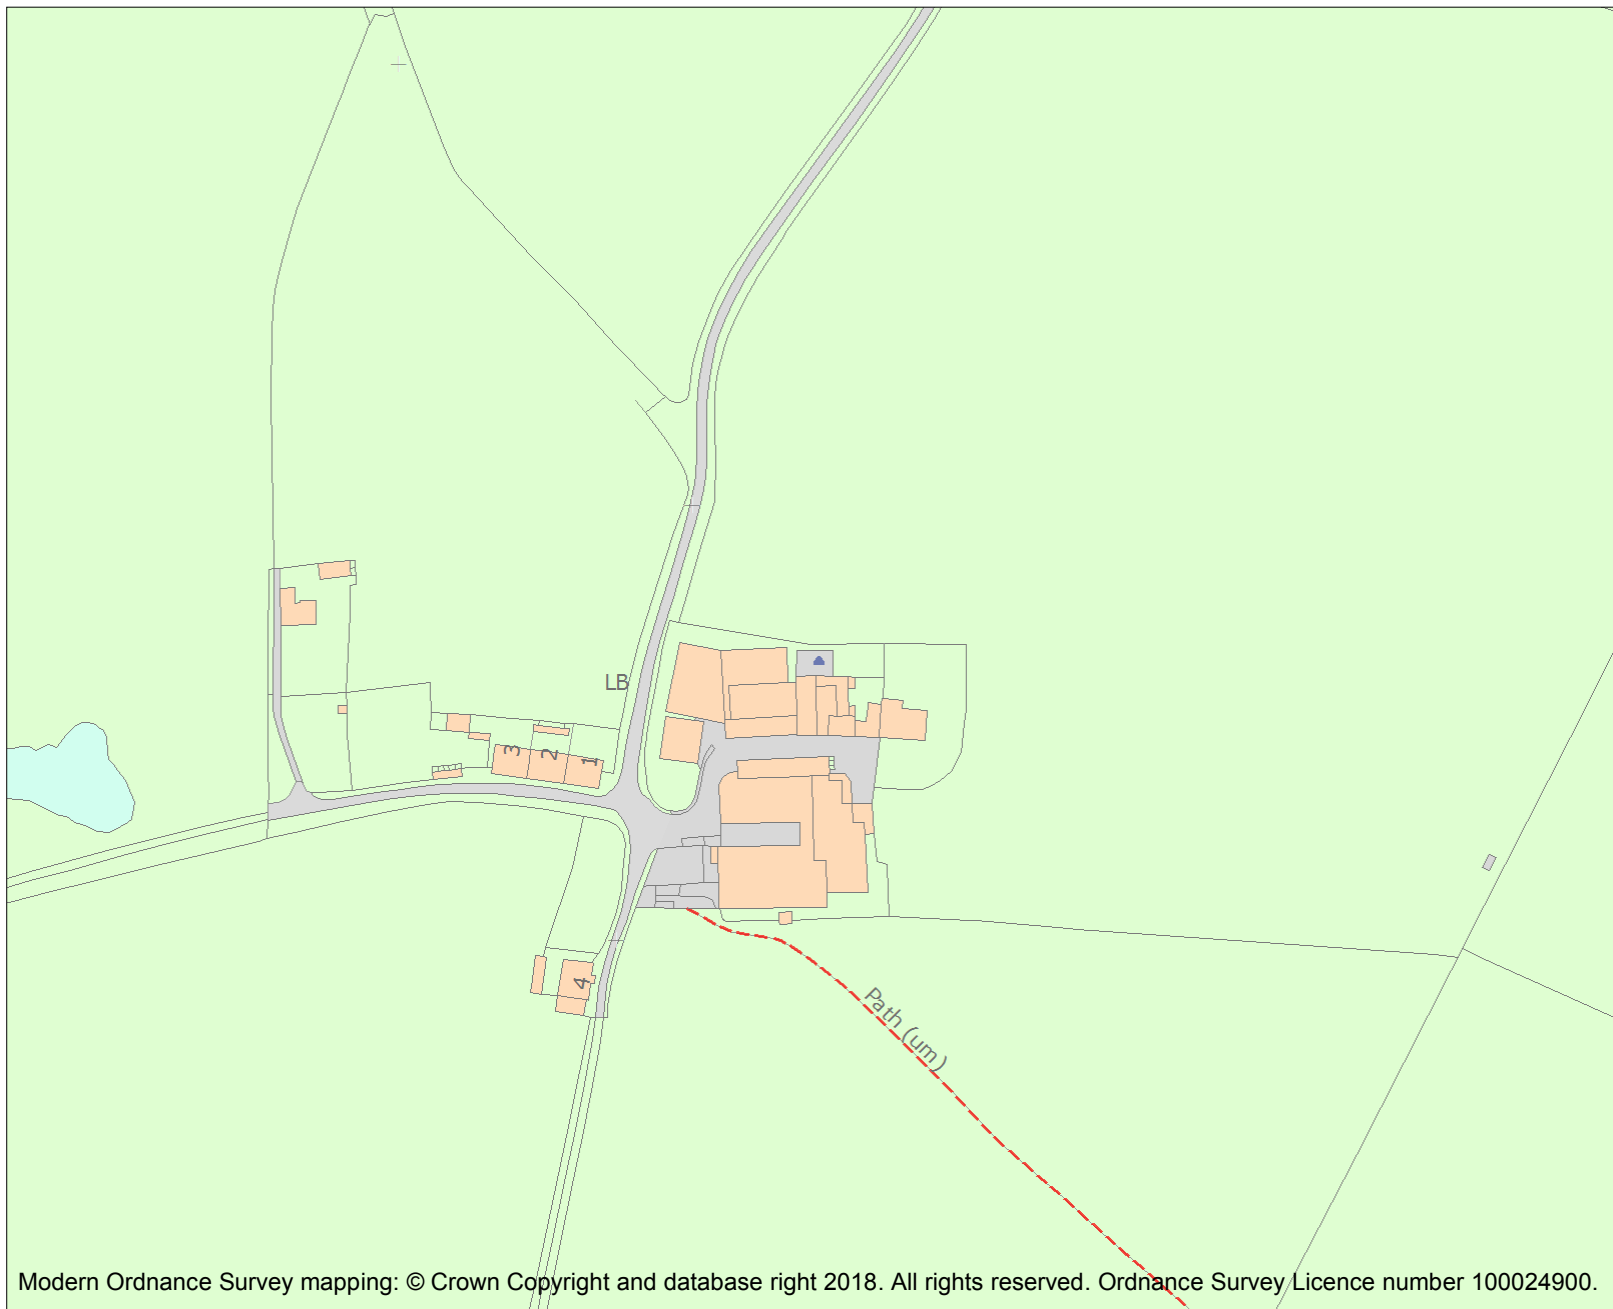 LB
3
2
1
4
Path (um)
Modern Ordnance Survey mapping: © Crown Copyright and database right 2018. All rights reserved. Ordnance Survey Licence number 100024900.